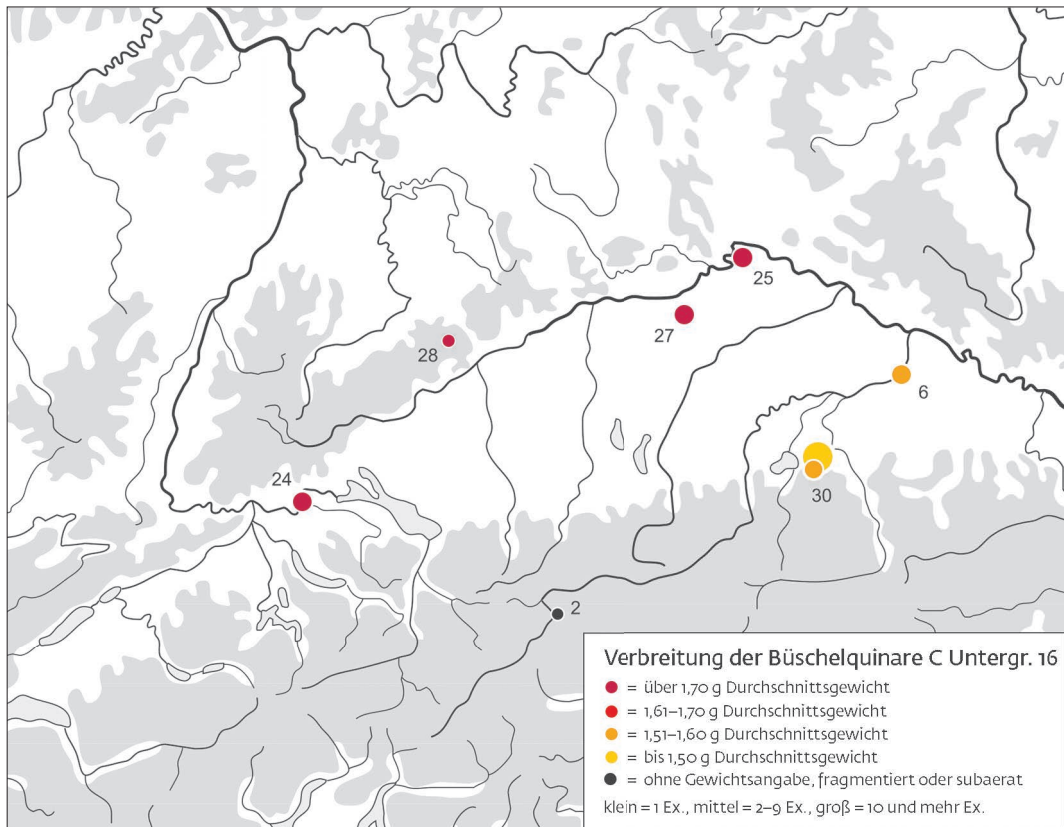 25
27
28
6
24
30
2
Verbreitung der Büschelquinare C Untergr. 16
= über 1,70 g Durchschnittsgewicht
= 1,61–1,70 g Durchschnittsgewicht
= 1,51–1,60 g Durchschnittsgewicht
= bis 1,50 g Durchschnittsgewicht
= ohne Gewichtsangabe, fragmentiert oder subaerat
klein = 1 Ex., mittel = 2–9 Ex., groß = 10 und mehr Ex.